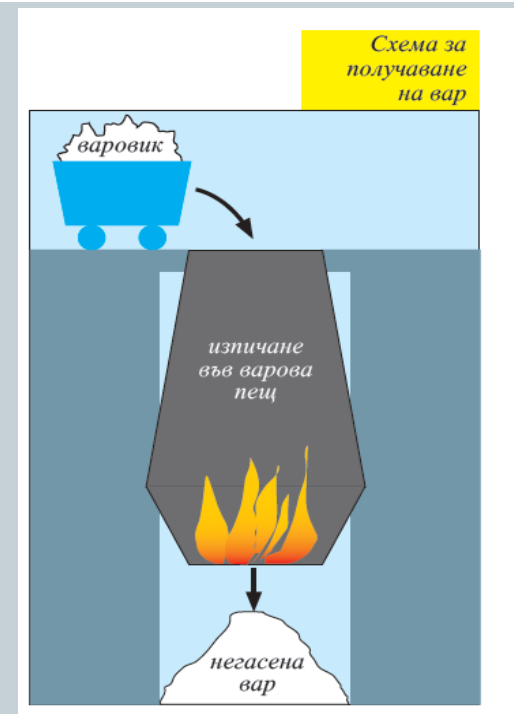 Схема за
получаване
на вар
варовик
изпичане
във варова
пещ
негасена
вар